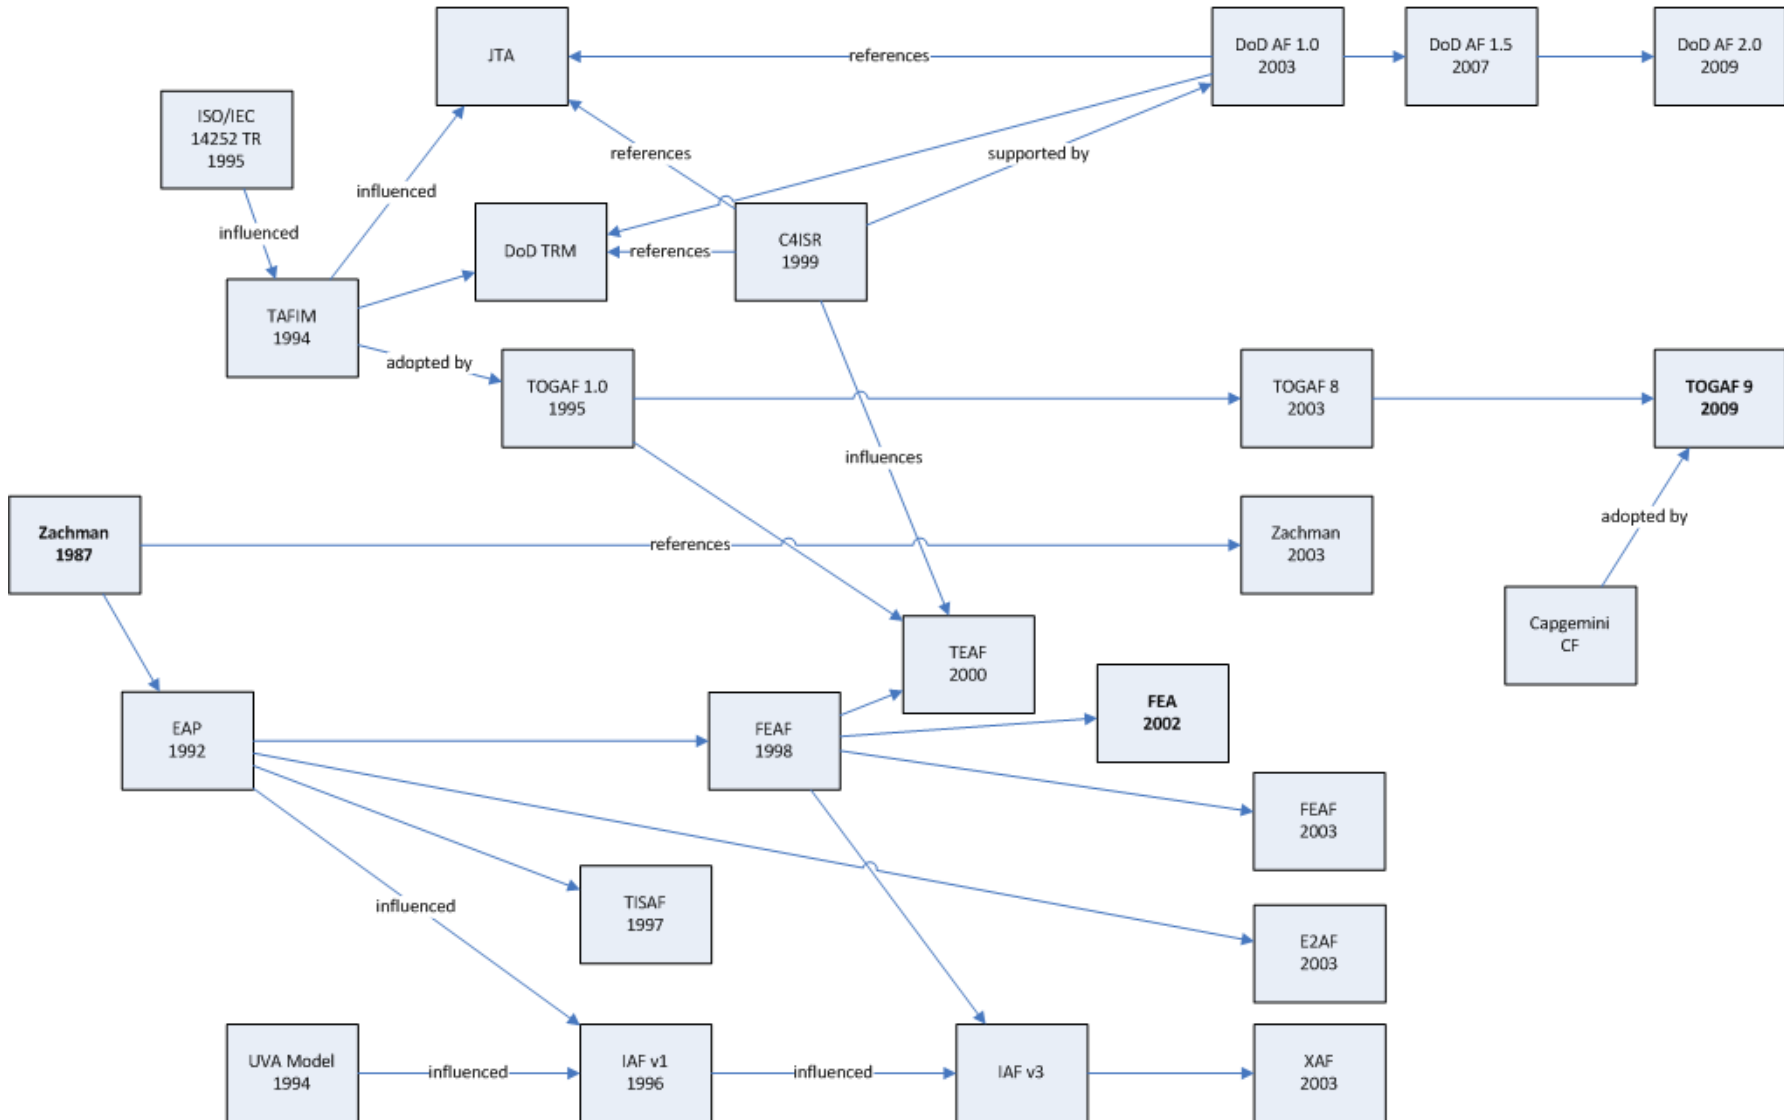 JTA
references
DoD AF 1.0
2003
DoD AF 1.5
2007
DoD AF 2.0
2009
ISO/IEC
14252 TR
1995
references
supported by
influenced
influenced
DoD TRM
references
C4ISR
1999
TAFIM
1994
adopted by
TOGAF 1.0
1995
TOGAF 8
2003
TOGAF 9
2009
influences
adopted by
Zachman
1987
references
Zachman
2003
Capgemini
CF
TEAF
2000
FEA
2002
EAP
1992
FEAF
1998
FEAF
2003
influenced
TISAF
1997
E2AF
2003
UVA Model
1994
influenced
IAF v1
1996
influenced
IAF v3
XAF
2003